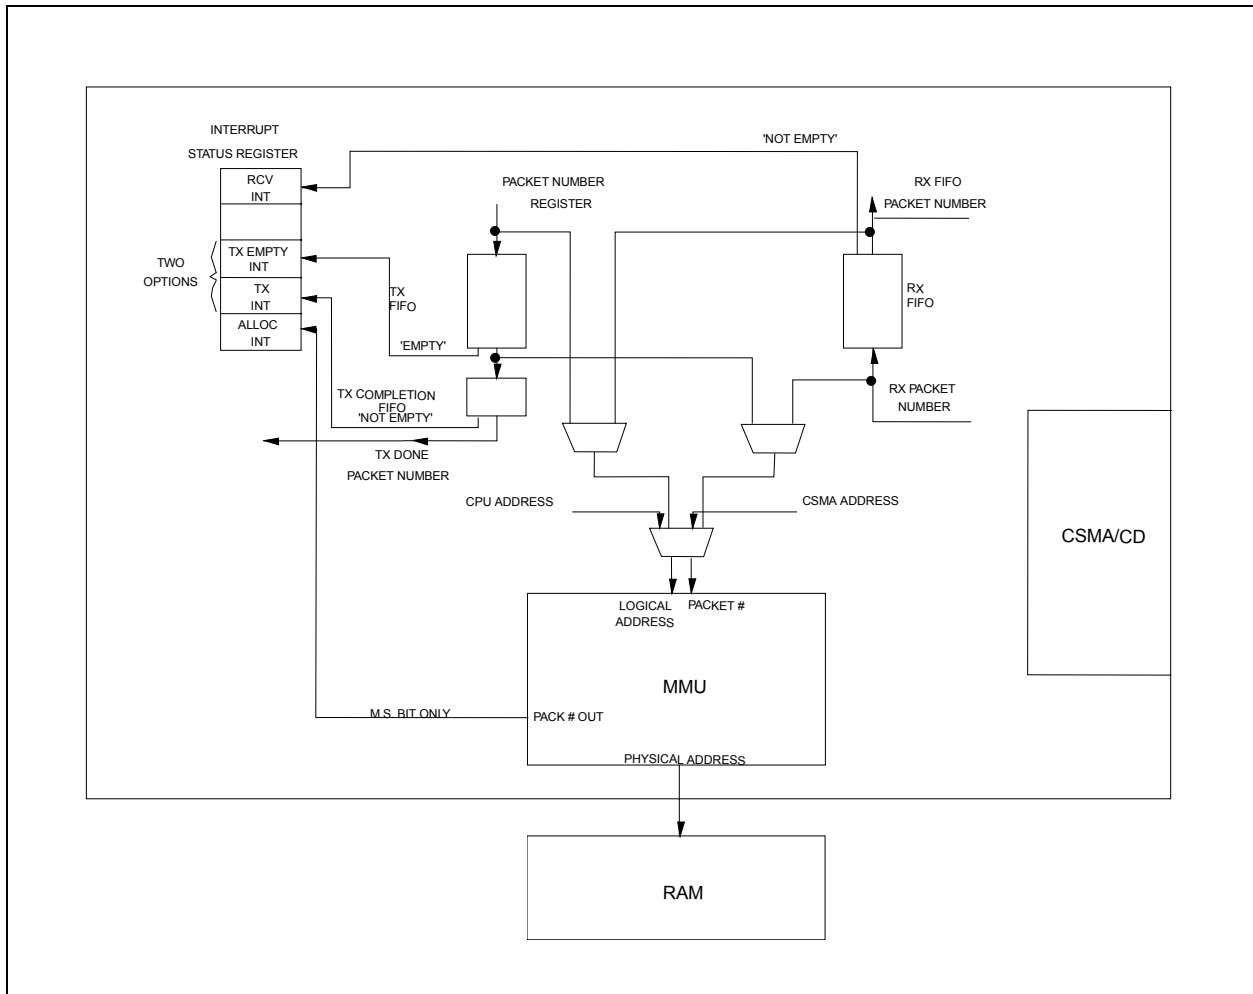 INTERRUPT
STATUS REGISTER
RCV
INT
TX EMPTY
INT
TX
INT
ALLOC
INT
TWO
OPTIONS
'NOT EMPTY'
PACKET NUMBER
REGISTER
RX FIFO
PACKET NUMBER
TX
FIFO
RX
FIFO
'EMPTY'
TX COMPLETION
FIFO
'NOT EMPTY'
TX DONE
PACKET NUMBER
RX PACKET
NUMBER
CPU ADDRESS
CSMA ADDRESS
CSMA/CD
LOGICAL
ADDRESS
PACKET #
MMU
M.S. BIT ONLY
PACK # OUT
PHYSICAL ADDRESS
RAM